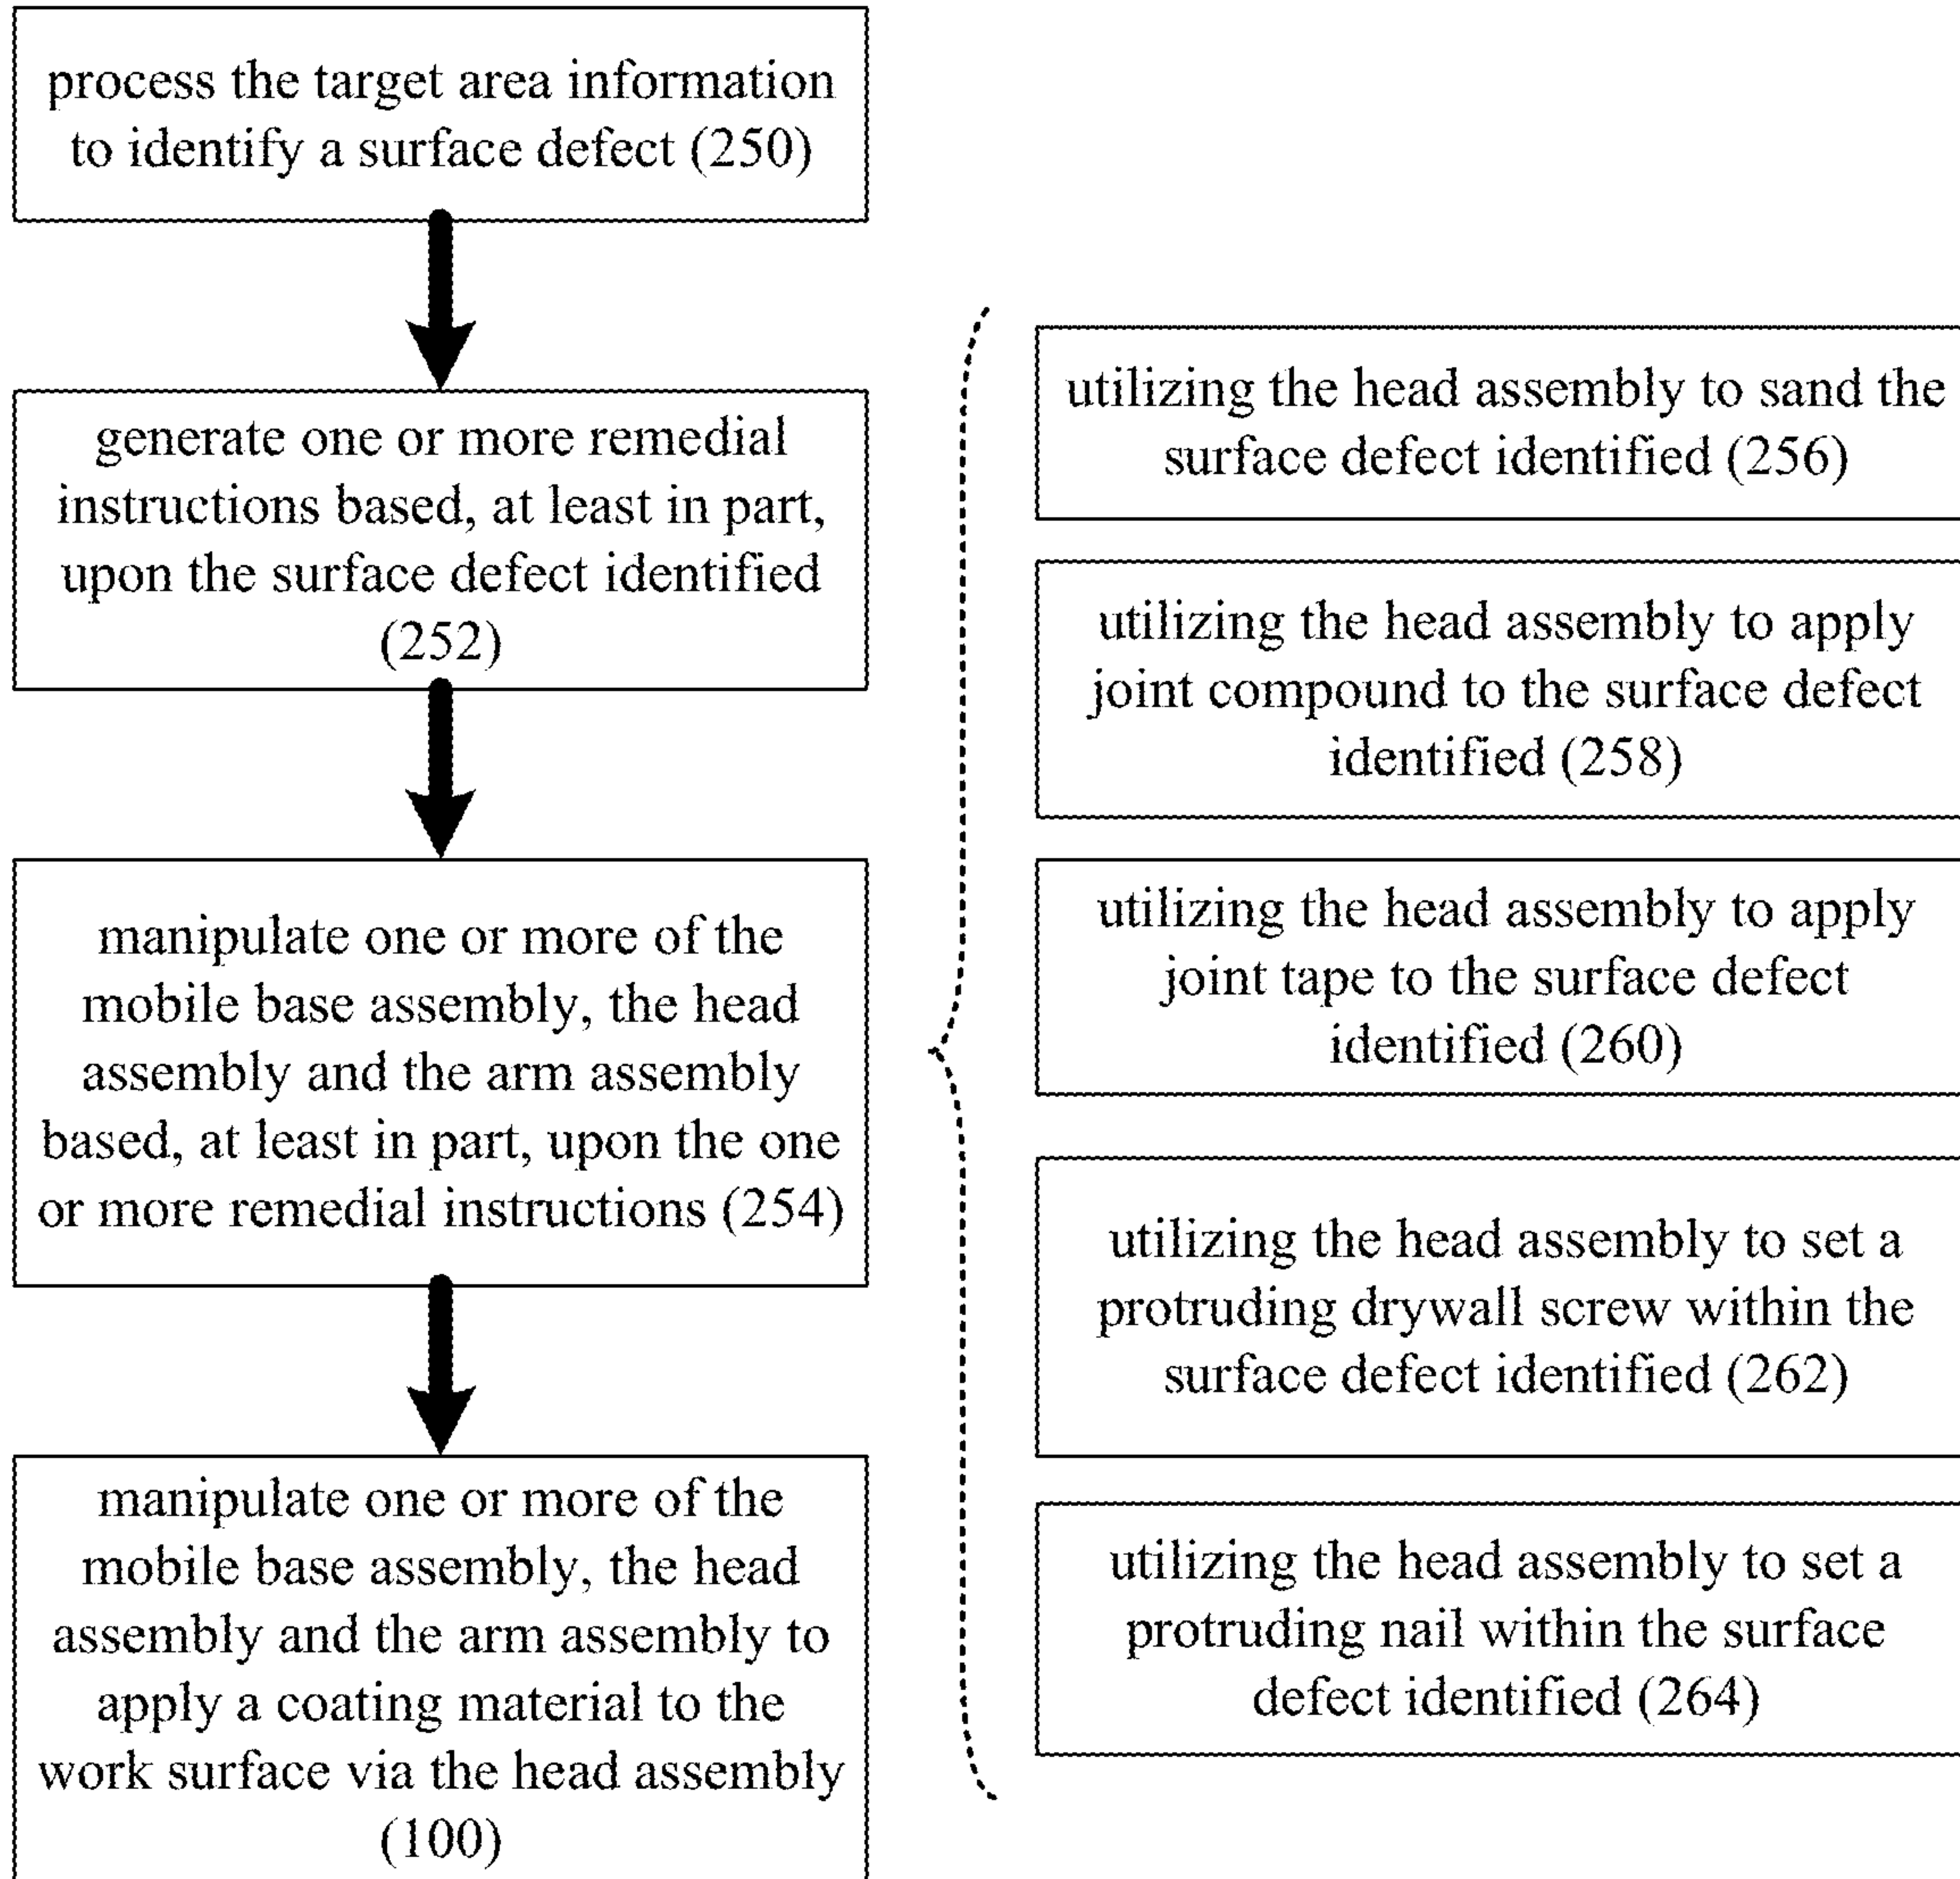 process the target area information
to identify a surface defect (250)
generate one or more remedial
instructions based, at least in part,
upon the surface defect identified
(252)
manipulate one or more of the
mobile base assembly, the head
assembly and the arm assembly
based, at least in part, upon the one
or more remedial instructions (254)
manipulate one or more of the
mobile base assembly, the head
assembly and the arm assembly to
apply a coating material to the
work surface via the head assembly
(100)
utilizing the head assembly to sand the
surface defect identified (256)
utilizing the head assembly to apply
joint compound to the surface defect
identified (258)
utilizing the head assembly to apply
joint tape to the surface defect
identified (260)
utilizing the head assembly to set a
protruding drywall screw within the
surface defect identified (262)
utilizing the head assembly to set a
protruding nail within the surface
defect identified (264)